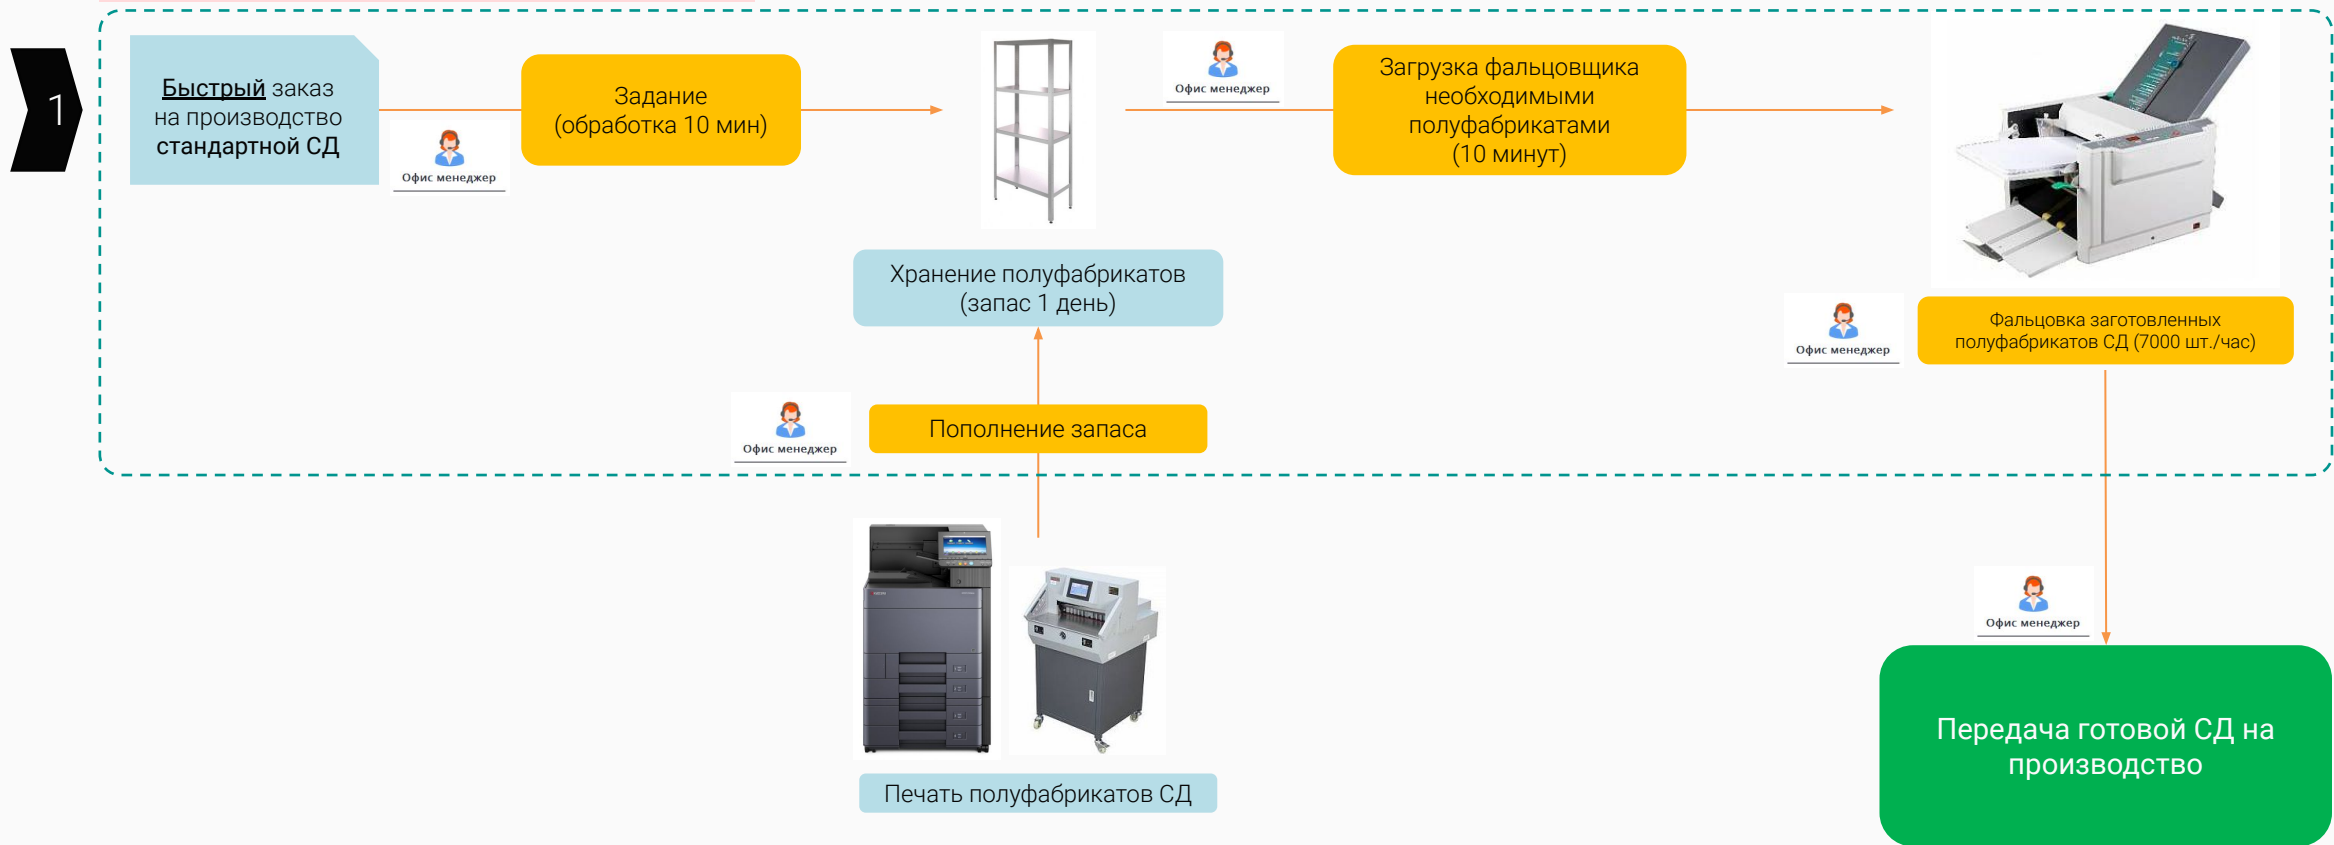 1
Быстрый заказ
на производство
стандартной СД
Офис менеджер
Задание
(обработка 10 мин)
Офис менеджер
Загрузка фальцовщика
необходимыми
полуфабрикатами
(10 минут)
Хранение полуфабрикатов
(запас 1 день)
Офис менеджер
Фальцовка заготовленных
полуфабрикатов СД (7000 шт./час)
Офис менеджер
Пополнение запаса
Офис менеджер
Передача готовой СД на
производство
Печать полуфабрикатов СД